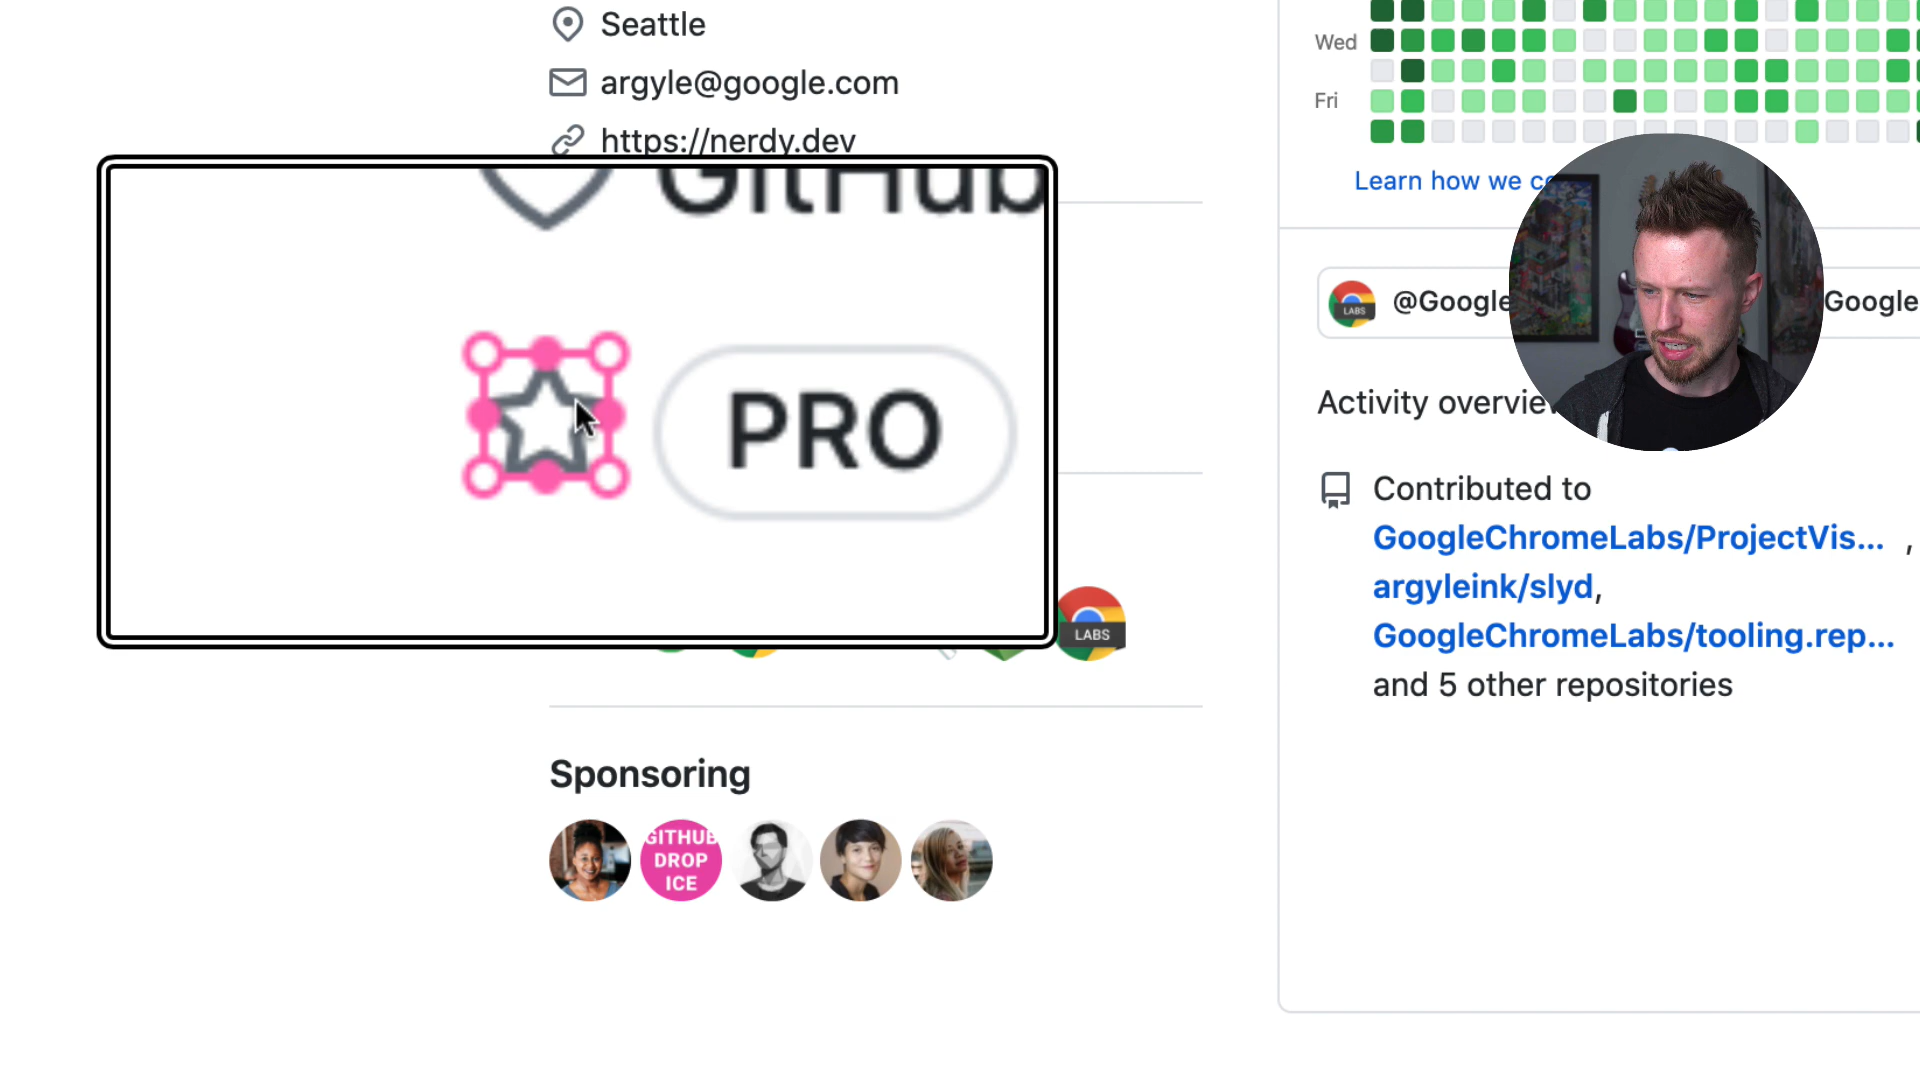 Seattle
argyle@google.com
https://nerdy.dev
GitHub
PRO
LABS
Sponsoring
GITHUB
DROP
ICE
Wed
Fri
Learn how we
LABS
@Google
Google
Activity
Contributed to
GoogleChromeLabs/ProjectVis... ,
argyleink/slyd,
GoogleChromeLabs/tooling.rep...
and 5 other repositories